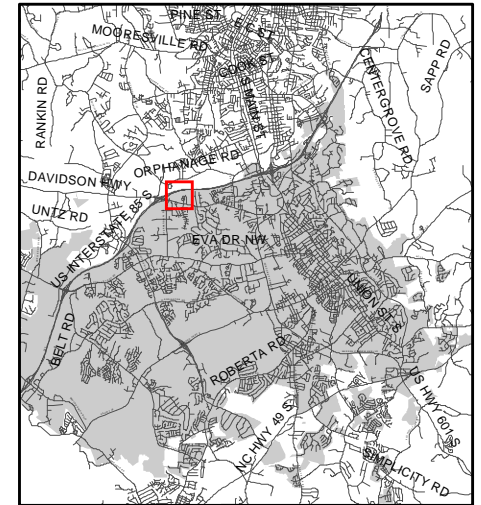 PINE ST
E C ST
MOORESVILLE RD
COOK ST
S MAIN ST
CENTERGROVE RD
SAPP RD
RANKIN RD
ORPHANAGE RD
DAVIDSON HWY
UNTZ RD
US INTERSTATE 85 S
EVA DR NW
UNION ST S
BELT RD
ROBERTA RD
US HWY 601 S
NC HWY 49 S
SIMPLICITY RD